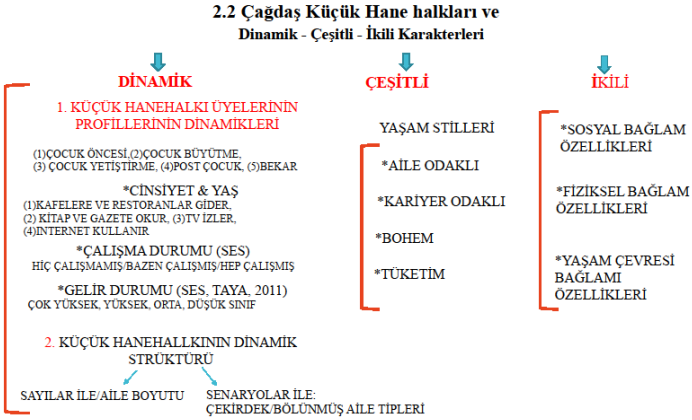 2.2 Çağdaş Küçük Hane halkları ve
Dinamik - Çeşitli - İkili Karakterleri
DİNAMİK
1. KÜÇÜK HANEHALKI ÜYELERİNİN
PROFİLLERİNİN DİNAMİKLERİ
(1)ÇOCUK ÖNCESİ,(2)ÇOCUK BÜYÜTME,
(3) ÇOCUK YETİŞTİRME, (4)POST ÇOCUK, (5)BEKAR
*CİNSİYET & YAŞ
(1)KAFELERE VE RESTORANLAR GİDER,
(2) KİTAP VE GAZETE OKUR, (3)TV İZLER,
(4)INTERNET KULLANIR
*ÇALIŞMA DURUMU (SES)
HİÇ ÇALIŞMAMIŞ/BAZEN ÇALIŞMIŞ/HEP ÇALIŞMIŞ
*GELİR DURUMU (SES, TAYA, 2011)
ÇOK YÜKSEK, YÜKSEK, ORTA, DÜŞÜK SINIF
2. KÜÇÜK HANEHALLKININ DİNAMİK
STRÜKTÜRÜ
SAYILAR İLE/AİLE BOYUTU
SENARYOLAR İLE:
ÇEKİRDEK/BÖLÜNMÜŞ AİLE TİPLERİ
ÇEŞİTLİ
YAŞAM STİLLERİ
*AİLE ODAKLI
*KARİYER ODAKLI
*BOHEM
*TÜKETİM
İKİLİ
*SOSYAL BAĞLAM
ÖZELLİKLERİ
*FİZİKSEL BAĞLAM
ÖZELLİKLERİ
*YAŞAM ÇEVRESİ
BAĞLAMI
ÖZELLİKLERİ